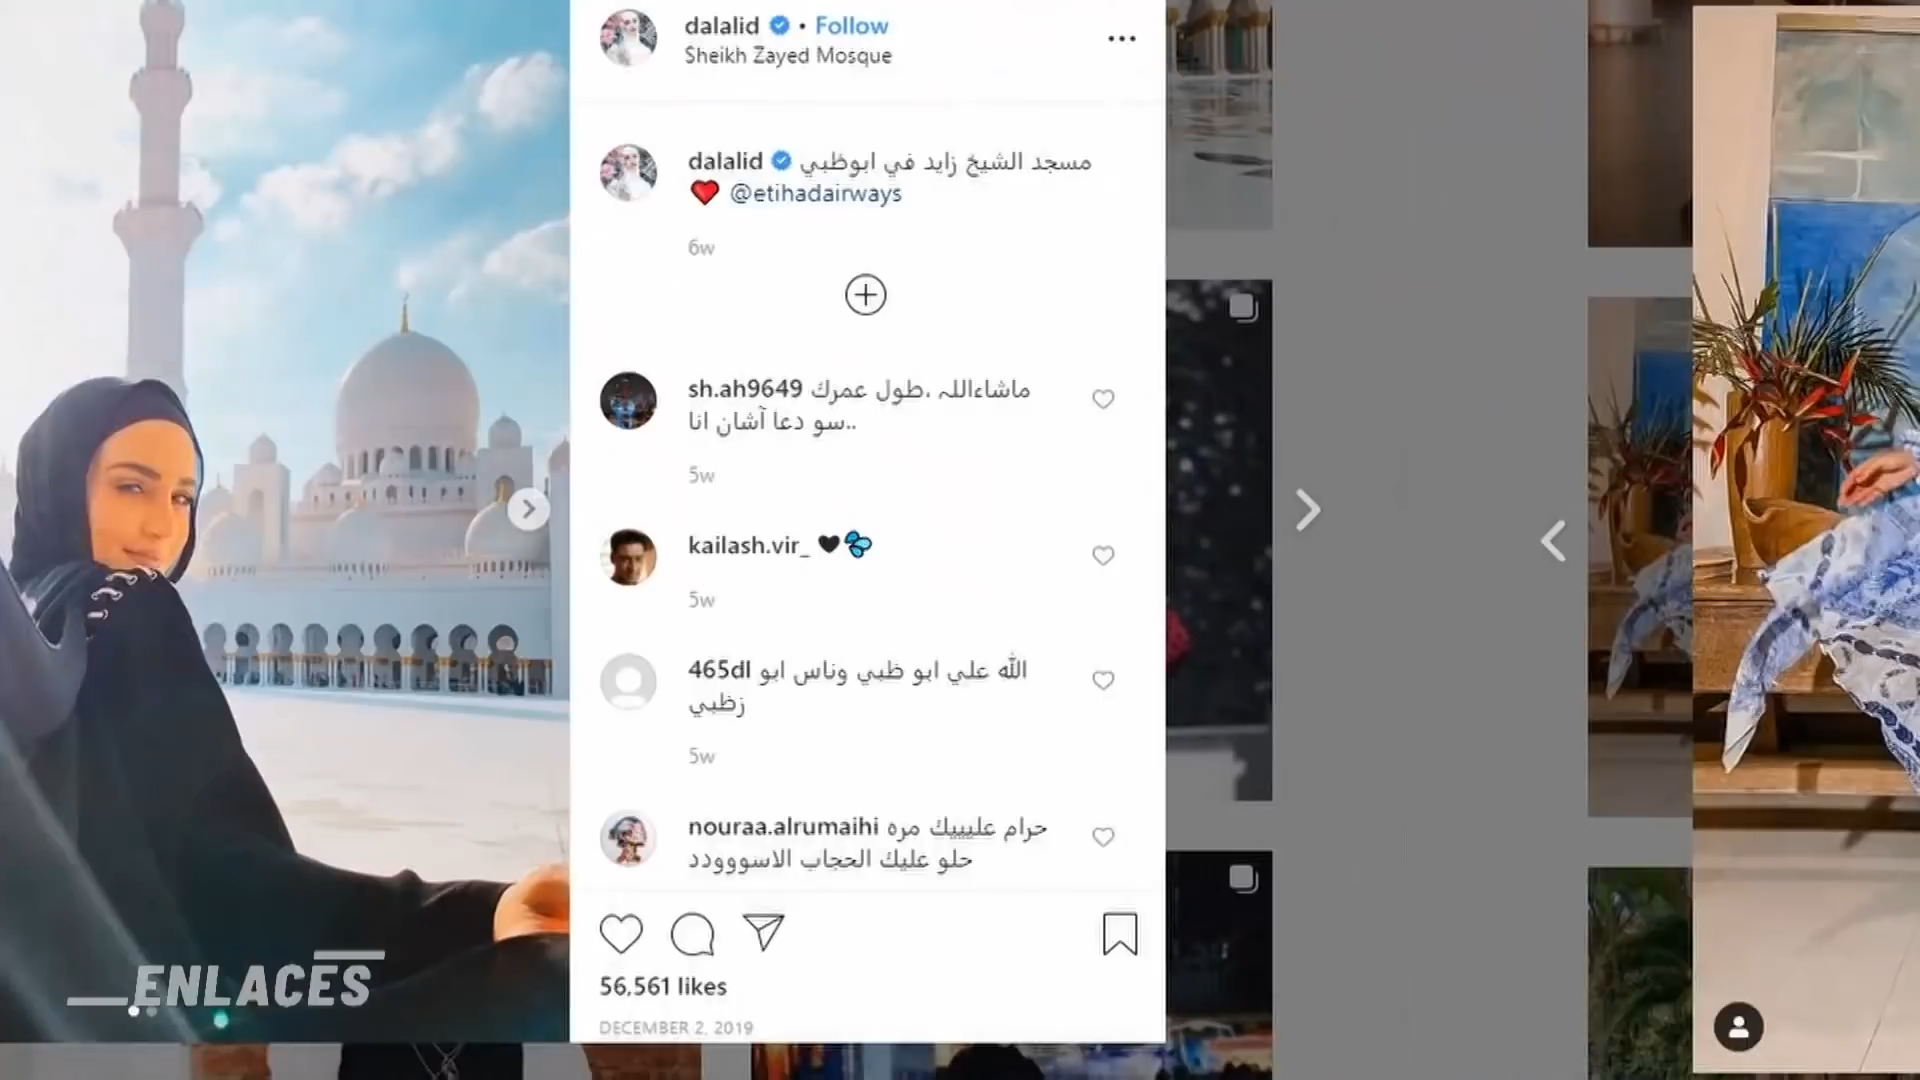 dalalid • Follow
Sheikh Zayed Mosque
dalalid مسجد الشيخ زايد في ابوظبي
❤️ @etihadairways
6w
sh.ah9649 ماشاءاللہ ،طول عمرك
سو دعا آشان انا..
5w
kailash.vir_ 🖤💦
5w
465dl الله علي ابو ظبي وناس ابو
زظبي
5w
nouraa.alrumaihi حرام عليييك مره
حلو عليك الحجاب الاسوووودد
56,561 likes
DECEMBER 2, 2019
ENLACES